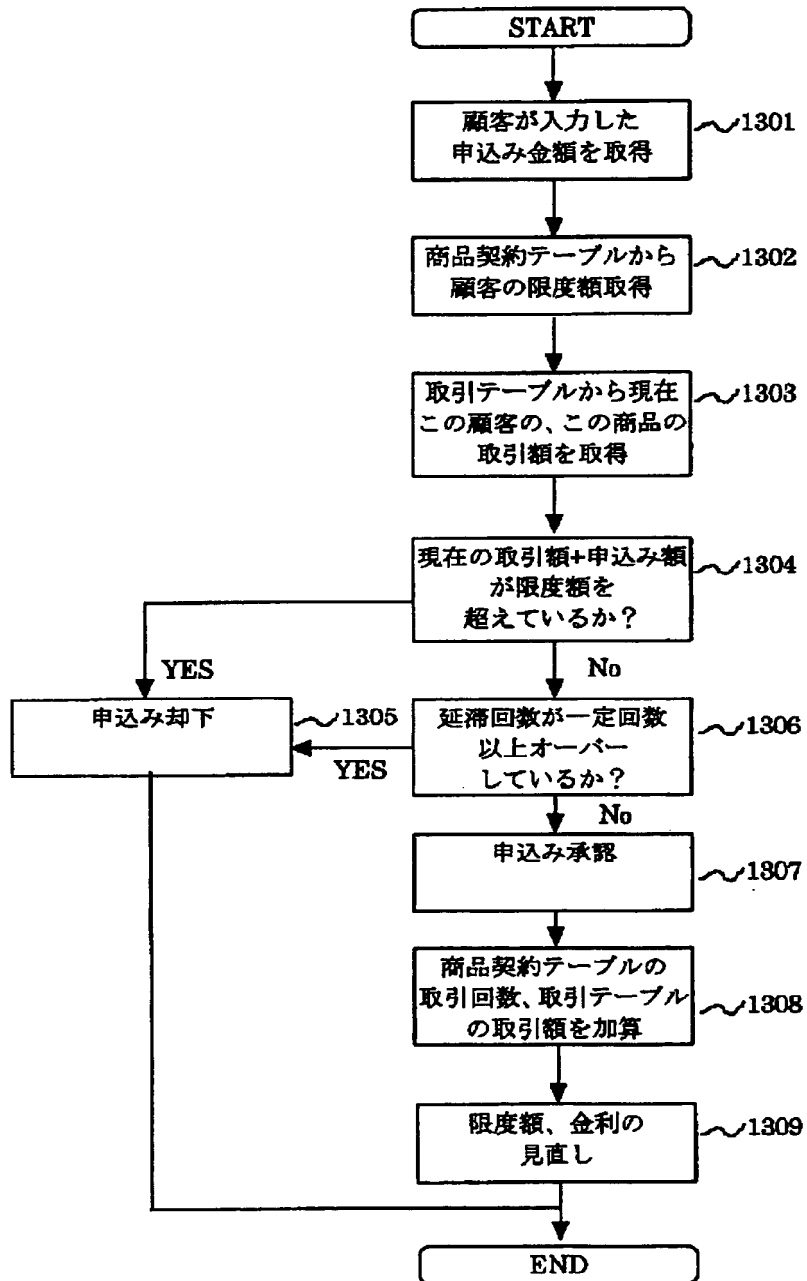 START
顧客が入力した
申込み金額を取得
1301
商品契約テーブルから
顧客の限度額取得
1302
取引テーブルから現在
この顧客の、この商品の
取引額を取得
1303
現在の取引額+申込み額
が限度額を
超えているか?
1304
YES
No
申込み却下
1305
延滞回数が一定回数
以上オーバー
しているか?
1306
YES
No
申込み承認
1307
商品契約テーブルの
取引回数、取引テーブル
の取引額を加算
1308
限度額、金利の
見直し
1309
END